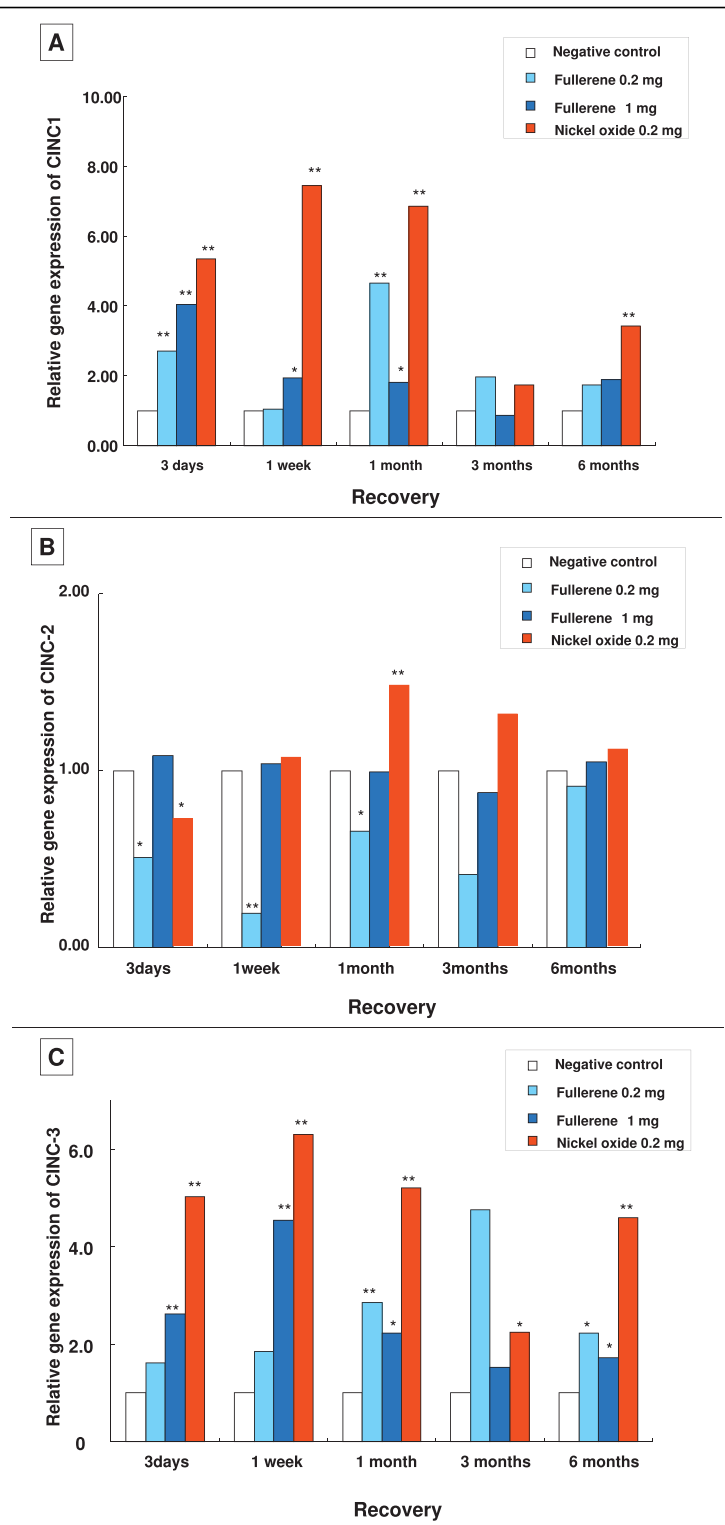 A
Negative control
Fullerene 0.2 mg
Fullerene 1 mg
Nickel oxide 0.2 mg
Relative gene expression of CINC1
10.00
8.00
6.00
4.00
2.00
0.00
** ** **
* **
** * **
**
3 days 1 week 1 month 3 months 6 months
Recovery
B
Negative control
Fullerene 0.2 mg
Fullerene 1 mg
Nickel oxide 0.2 mg
Relative gene expression of CINC-2
2.00
1.00
0.00
* *
**
* **
3days 1week 1month 3months 6months
Recovery
C
Negative control
Fullerene 0.2 mg
Fullerene 1 mg
Nickel oxide 0.2 mg
Relative gene expression of CINC-3
6.0
4.0
2.0
0
** **
** **
** * **
*
* * **
3days 1 week 1 month 3 months 6 months
Recovery